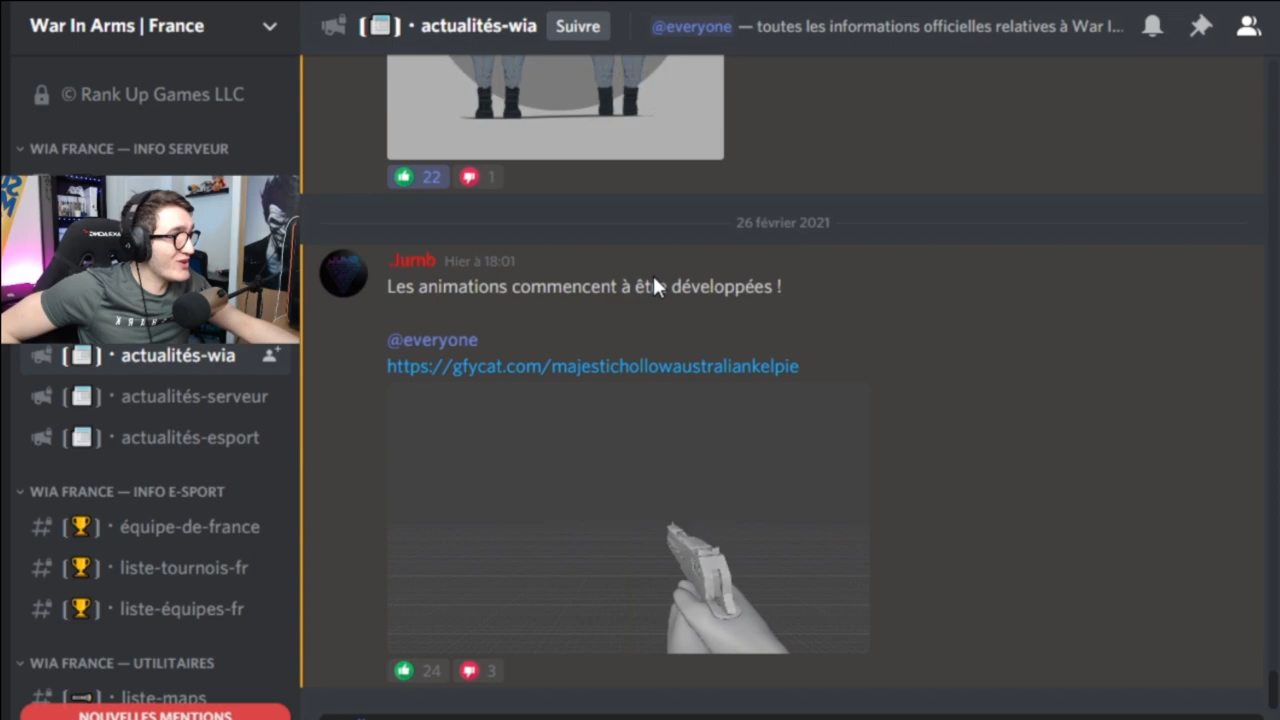 War In Arms | France
[ ] · actualités-wia
Suivre
@everyone — toutes les informations officielles relatives à War I...
© Rank Up Games LLC
WIA FRANCE — INFO SERVEUR
[ ] · actualités-wia
[ ] · actualités-serveur
[ ] · actualités-esport
WIA FRANCE — INFO E-SPORT
[🏆] · équipe-de-france
[🏆] · liste-tournois-fr
[🏆] · liste-équipes-fr
WIA FRANCE — UTILITAIRES
[ ] · liste-maps
NOUVELLES MENTIONS
22
1
26 février 2021
.Jumb Hier à 18:01
Les animations commencent à être développées !
@everyone
https://gfycat.com/majestichollowaustraliankelpie
24
3